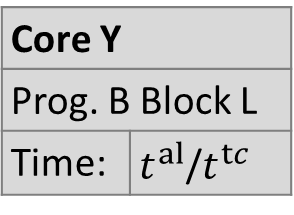 Core Y
Prog. B Block L
Time: t^al/t^tc